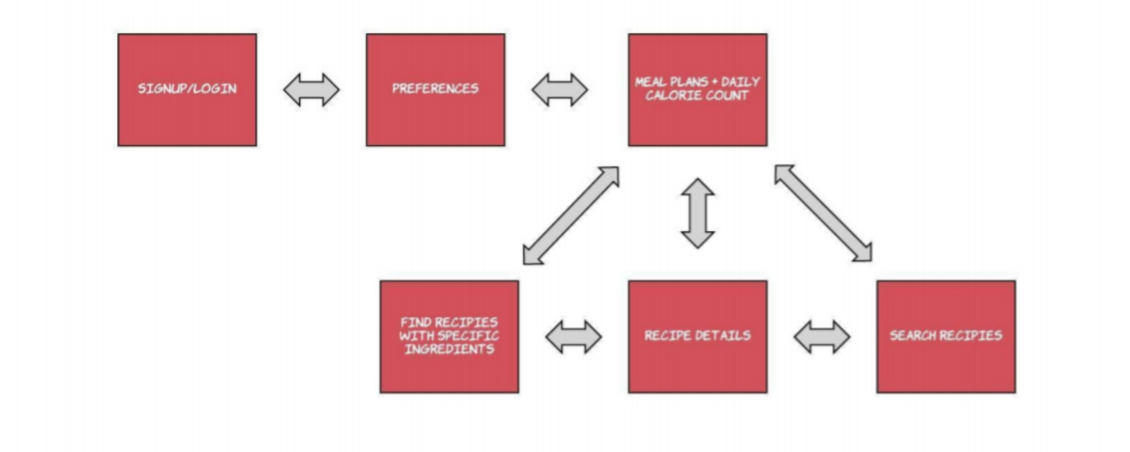 SIGNUP/LOGIN
PREFERENCES
MEAL PLANS + DAILY
CALORIE COUNT
FIND RECIPIES
WITH SPECIFIC
INGREDIENTS
RECIPE DETAILS
SEARCH RECIPIES